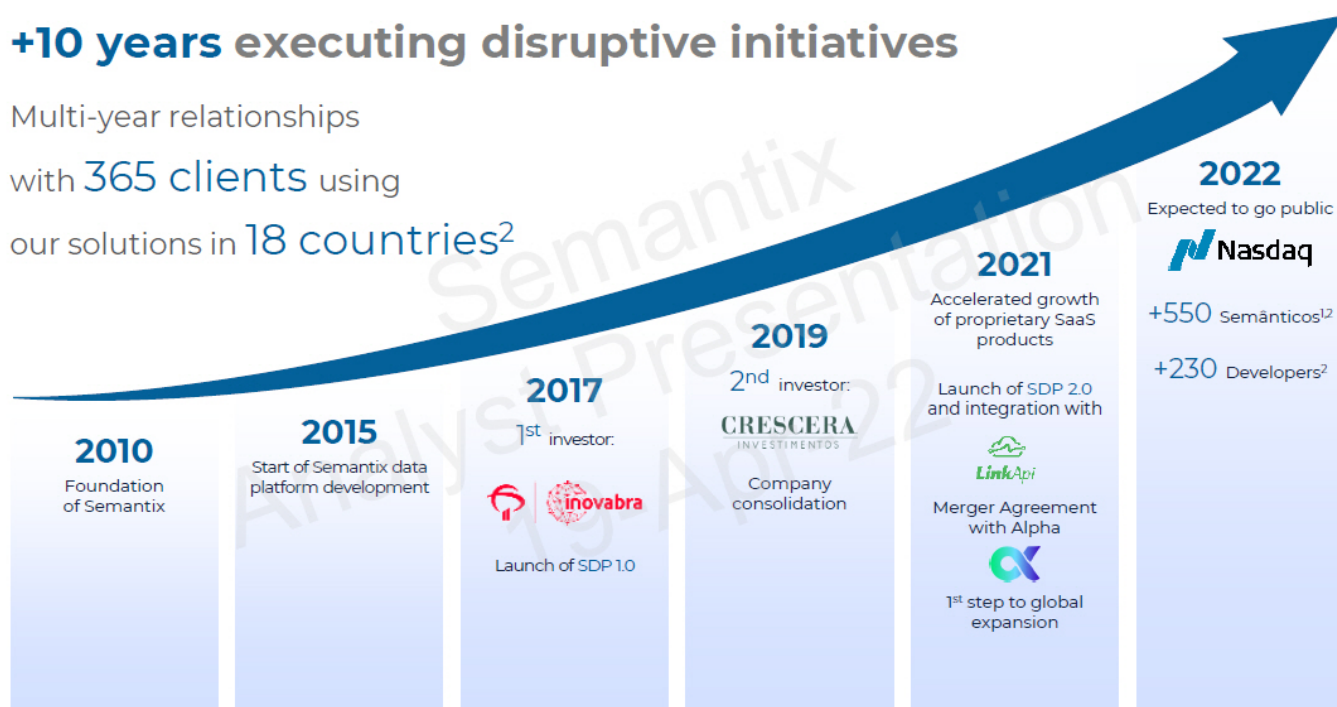 +10 years executing disruptive initiatives
Multi-year relationships
with 365 clients using
our solutions in 18 countries2
Semantix
Analyst Presentation
19-Apr 22
2010
Foundation
of Semantix
2015
Start of Semantix data
platform development
2017
1st investor:
inovabra
Launch of SDP 1.0
2019
2nd investor:
CRESCERA
INVESTIMENTOS
Company
consolidation
2021
Accelerated growth
of proprietary SaaS
products
Launch of SDP 2.0
and integration with
LinkApi
Merger Agreement
with Alpha
1st step to global
expansion
2022
Expected to go public
Nasdaq
+550 Semânticos1,2
+230 Developers2